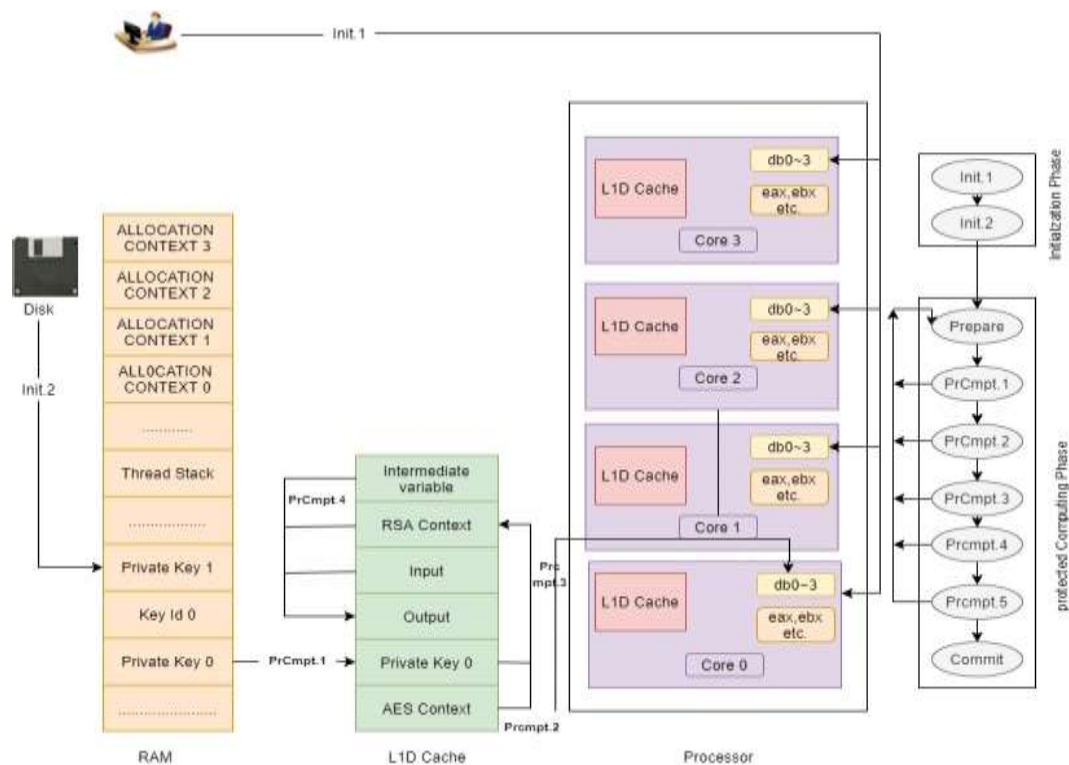 Init.1
Disk
Init.2
ALLOCATION
CONTEXT 3
ALLOCATION
CONTEXT 2
ALLOCATION
CONTEXT 1
ALL0CATION
CONTEXT 0
...........
Thread Stack
..................
Private Key 1
Key Id 0
Private Key 0
.......................
RAM
PrCmpt.1
PrCmpt.4
Intermediate
variable
RSA Context
Input
Output
Private Key 0
AES Context
L1D Cache
Prcmpt.2
Prc
mpt.3
L1D Cache
db0~3
eax,ebx
etc.
Core 3
L1D Cache
db0~3
eax,ebx
etc.
Core 2
L1D Cache
db0~3
eax,ebx
etc.
Core 1
L1D Cache
db0~3
eax,ebx
etc.
Core 0
Processor
Init.1
Init.2
Initialzation Phase
Prepare
PrCmpt.1
PrCmpt.2
PrCmpt.3
Prcmpt.4
Prcmpt.5
Commit
protected Computing Phase